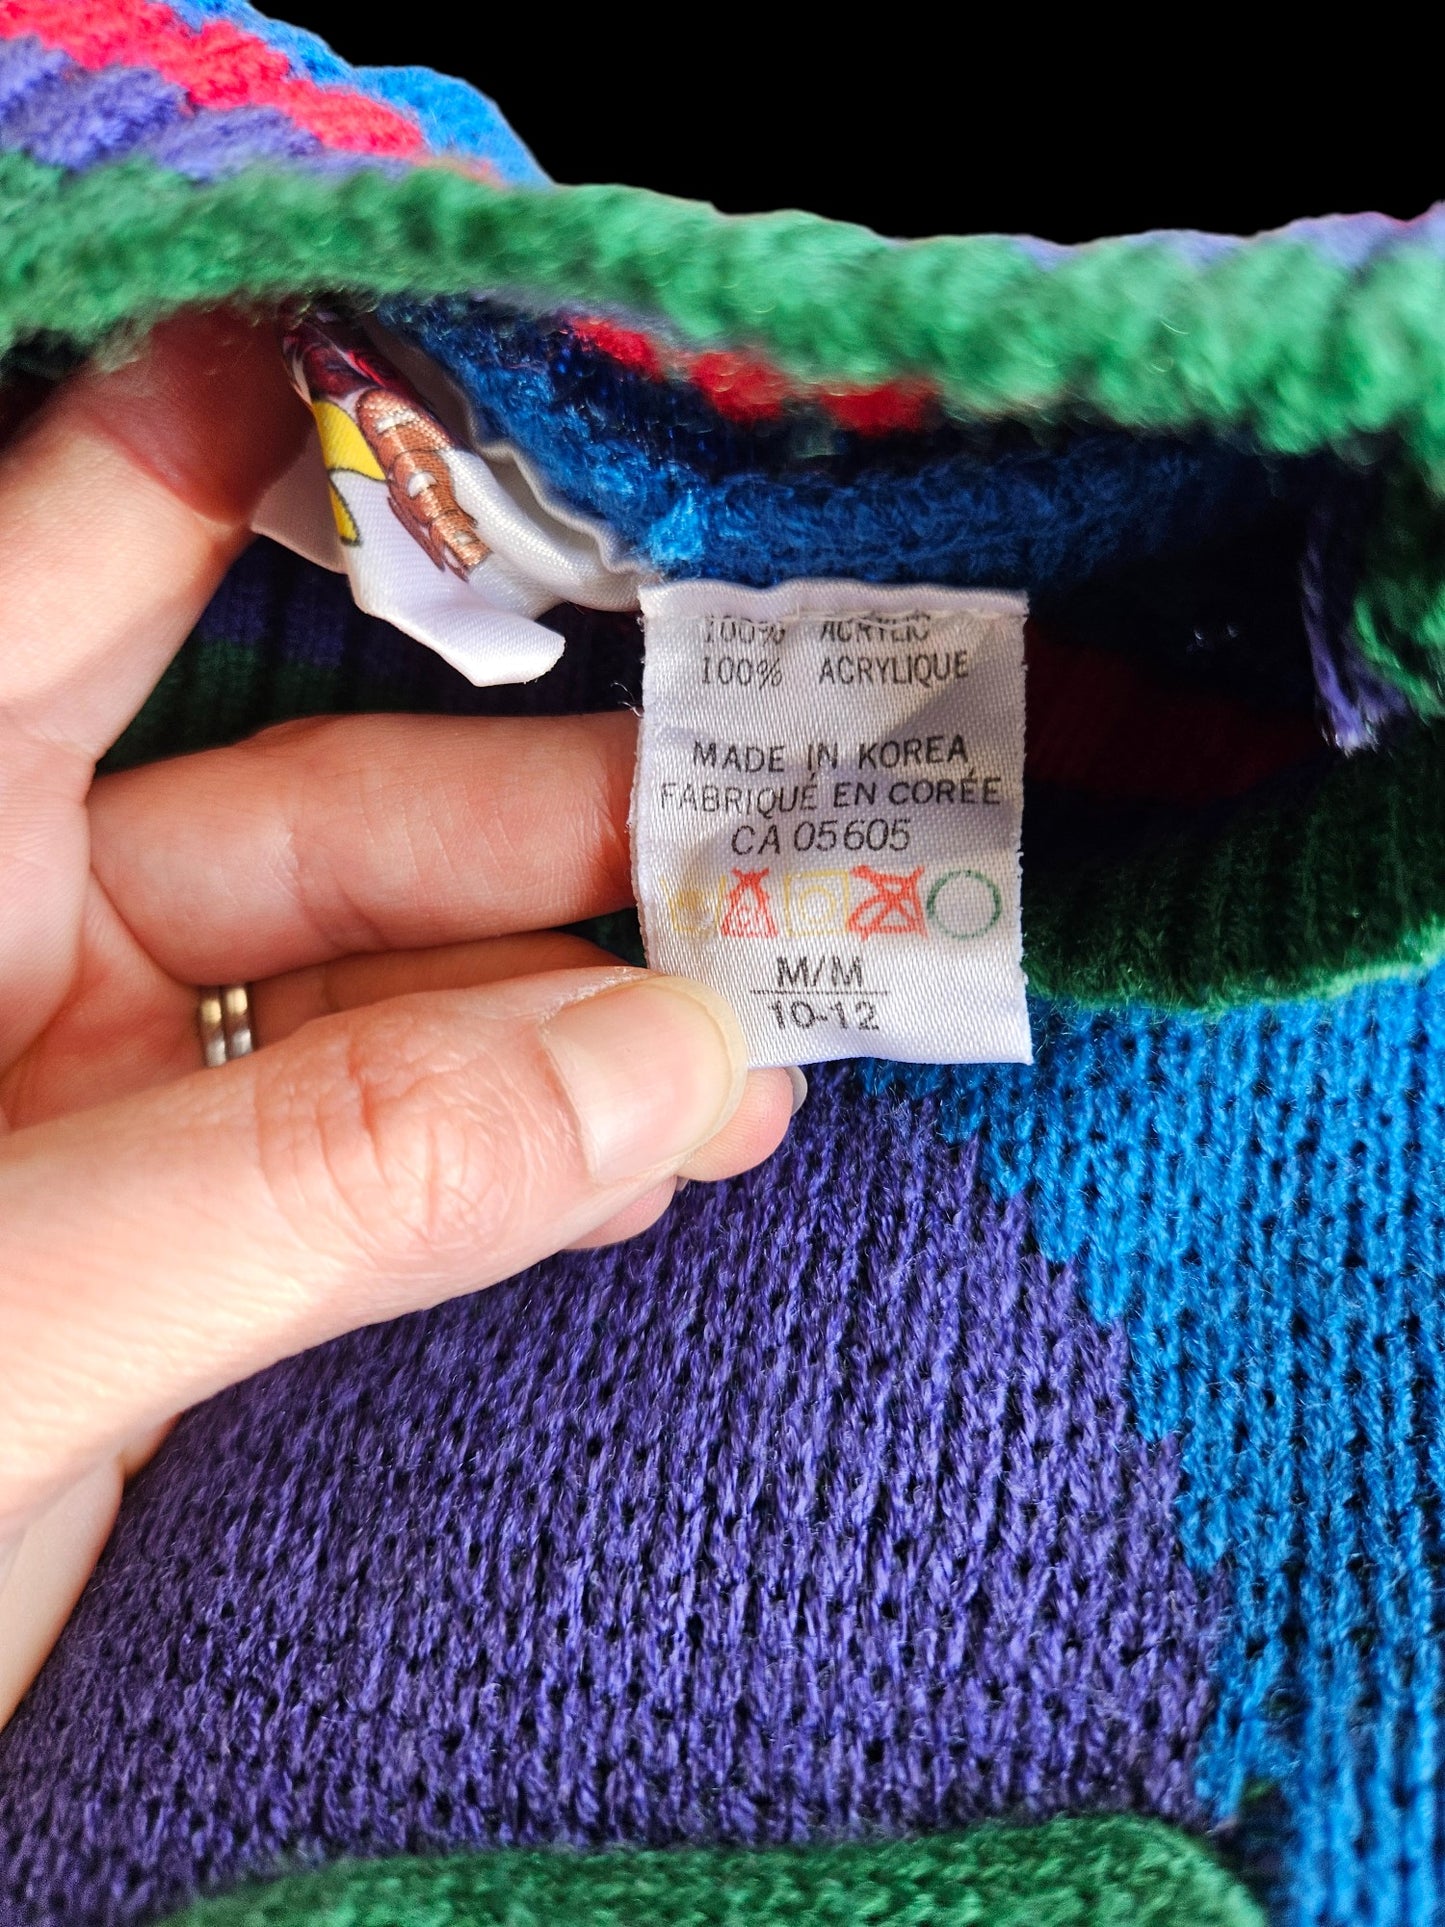 100% ACRYLIC
100% ACRYLIQUE
MADE IN KOREA
FABRIQUÉ EN CORÉE
CA 05605
M/M
10-12